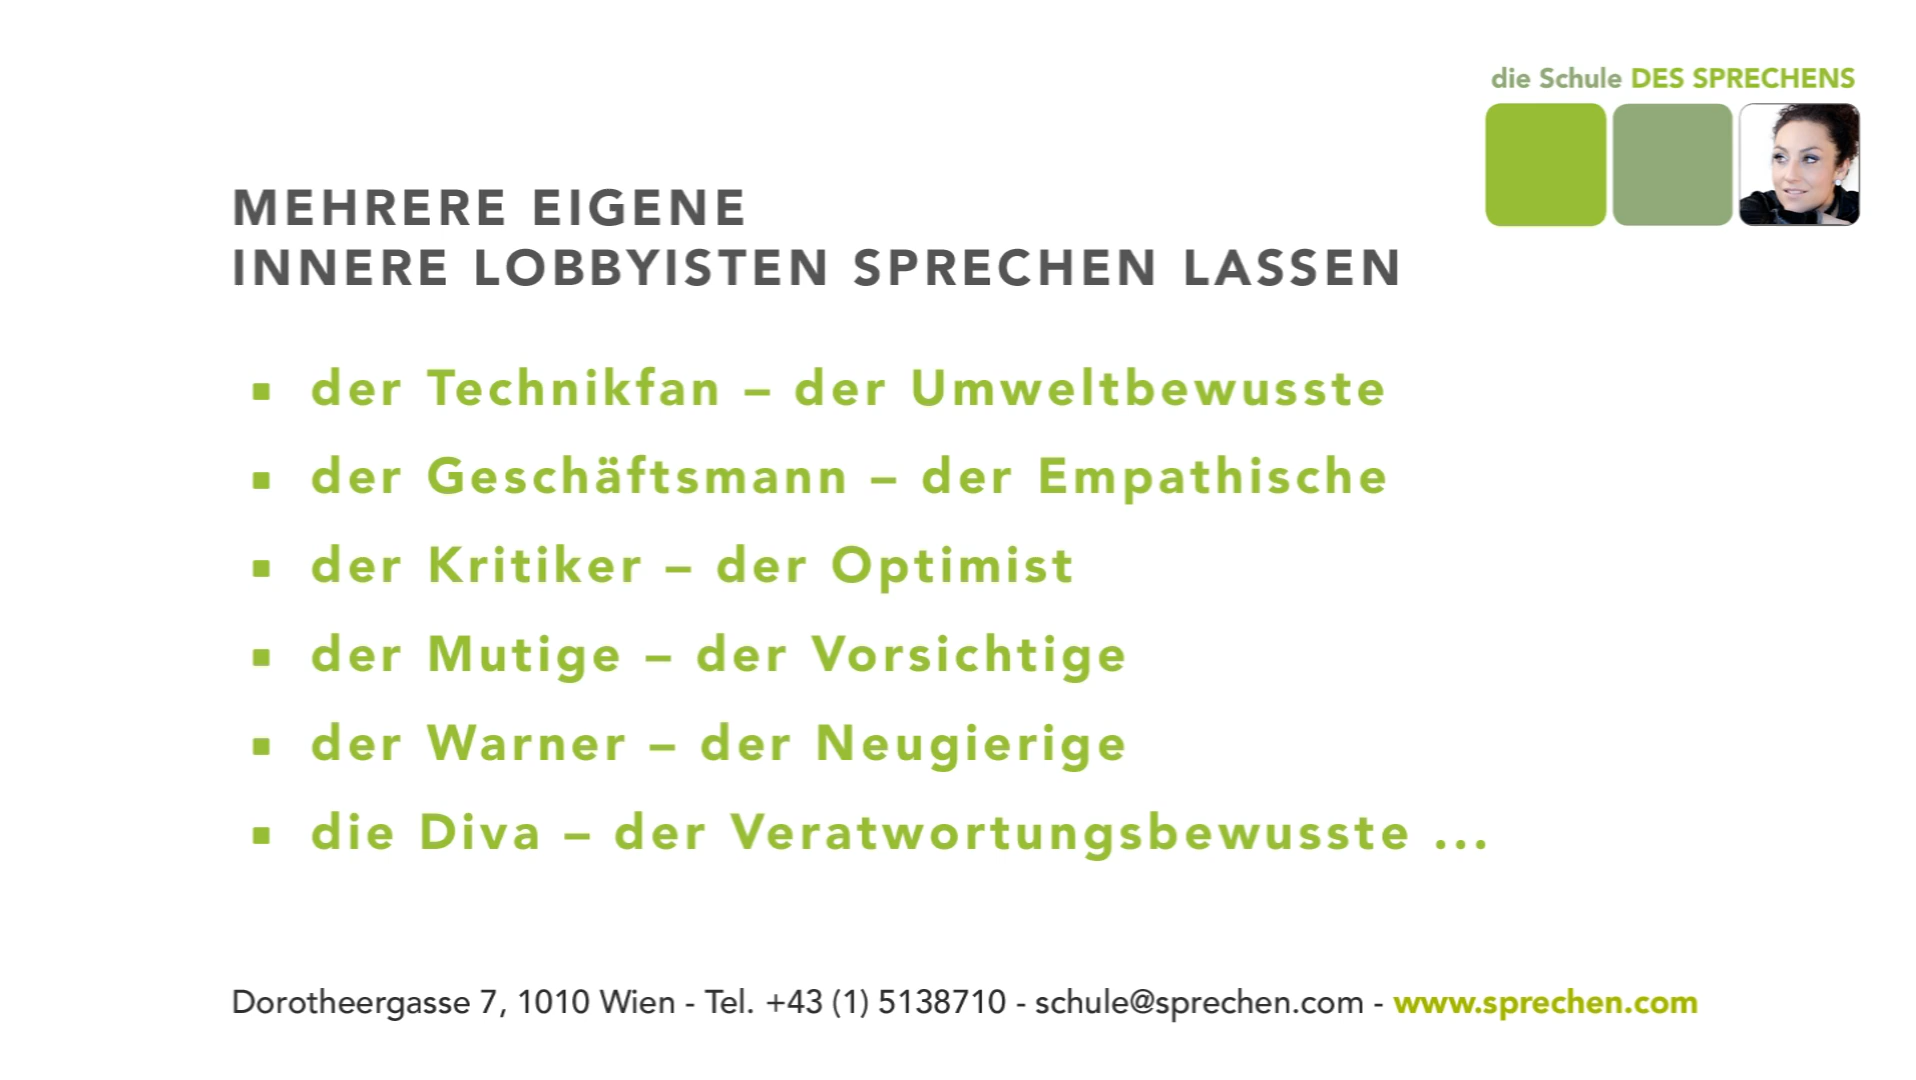 die Schule DES SPRECHENS
MEHRERE EIGENE
INNERE LOBBYISTEN SPRECHEN LASSEN
▪ der Technikfan – der Umweltbewusste
▪ der Geschäftsmann – der Empathische
▪ der Kritiker – der Optimist
▪ der Mutige – der Vorsichtige
▪ der Warner – der Neugierige
▪ die Diva – der Veratwortungsbewusste ...
Dorotheergasse 7, 1010 Wien - Tel. +43 (1) 5138710 - schule@sprechen.com - www.sprechen.com